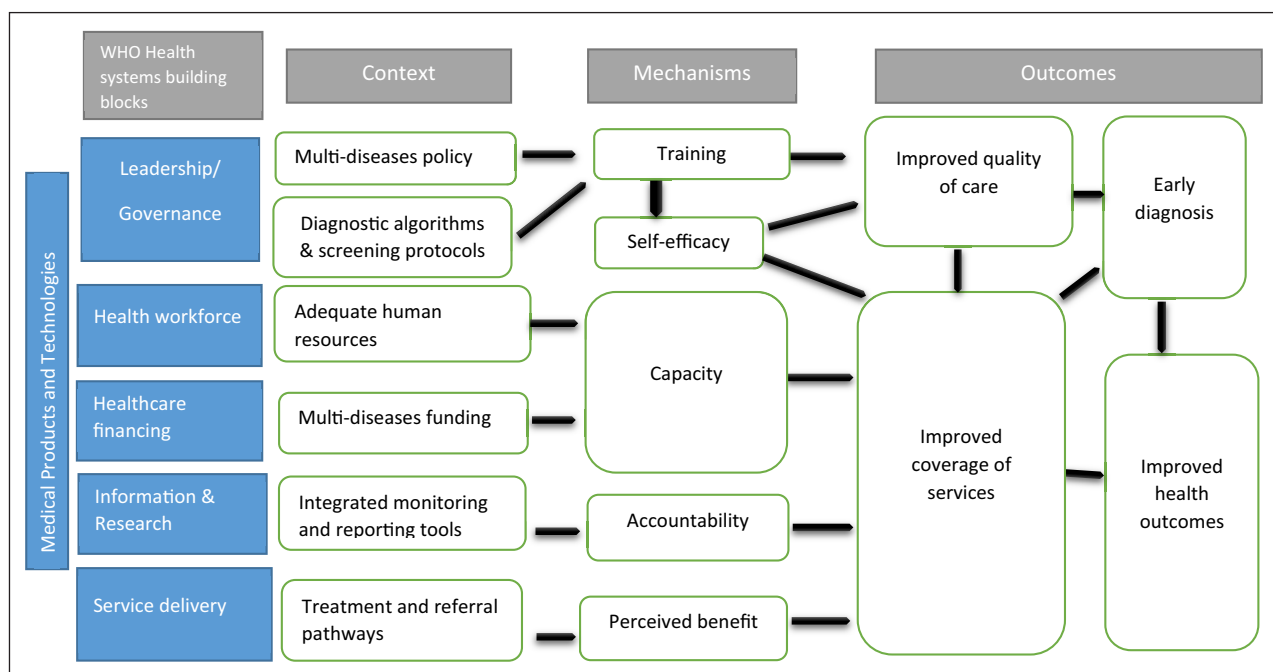 WHO Health
systems building
blocks
Context
Mechanisms
Outcomes
Medical Products and Technologies
Leadership/
Governance
Multi-diseases policy
Diagnostic algorithms
& screening protocols
Training
Self-efficacy
Improved quality
of care
Early
diagnosis
Health workforce
Adequate human
resources
Capacity
Healthcare
financing
Multi-diseases funding
Improved
coverage of
services
Improved
health
outcomes
Information &
Research
Integrated monitoring
and reporting tools
Accountability
Service delivery
Treatment and referral
pathways
Perceived benefit